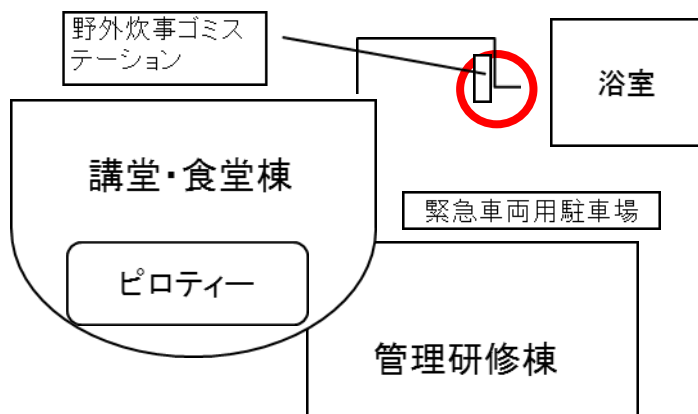 野外炊事ゴミス
テーション
浴室
講堂・食堂棟
緊急車両用駐車場
ピロティー
管理研修棟